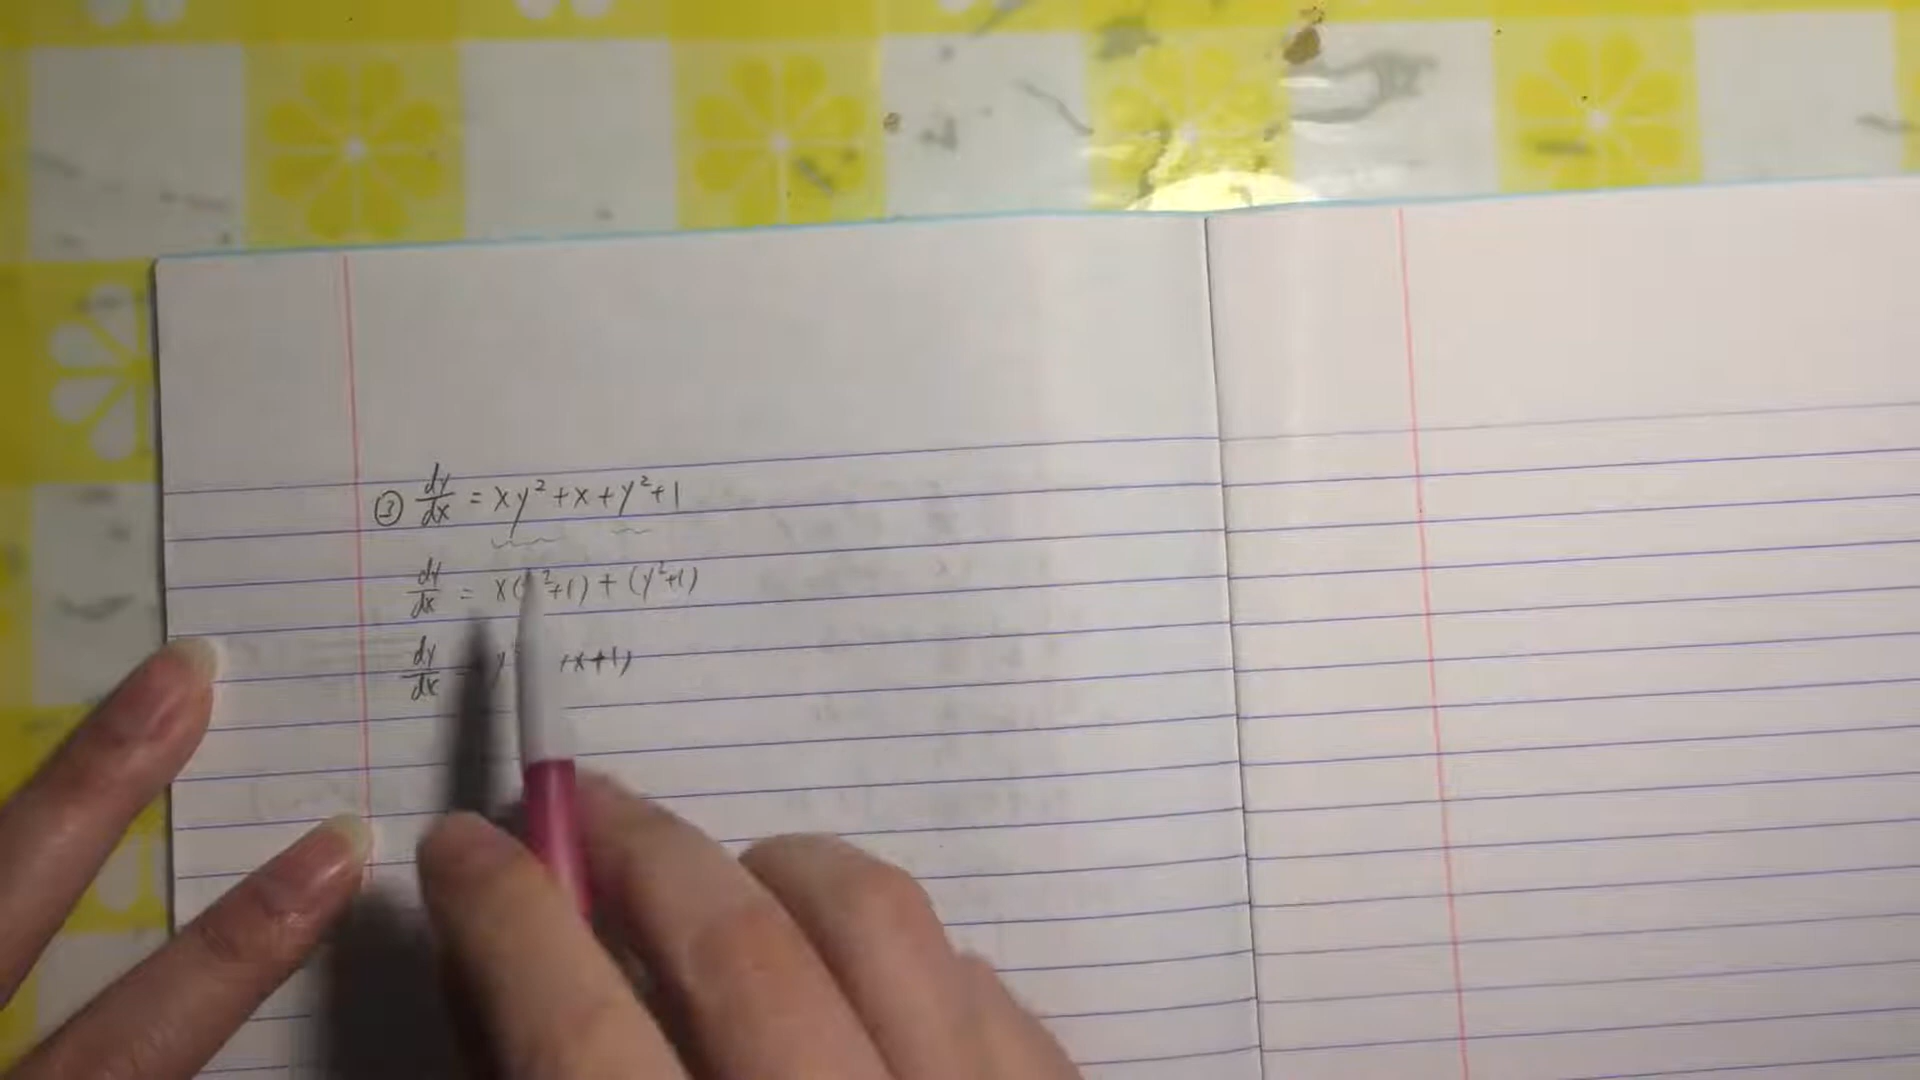 ③ dy/dx = xy² + x + y² + 1
dy/dx = x( ²+1) + (y²+1)
dy/dx y x+1)